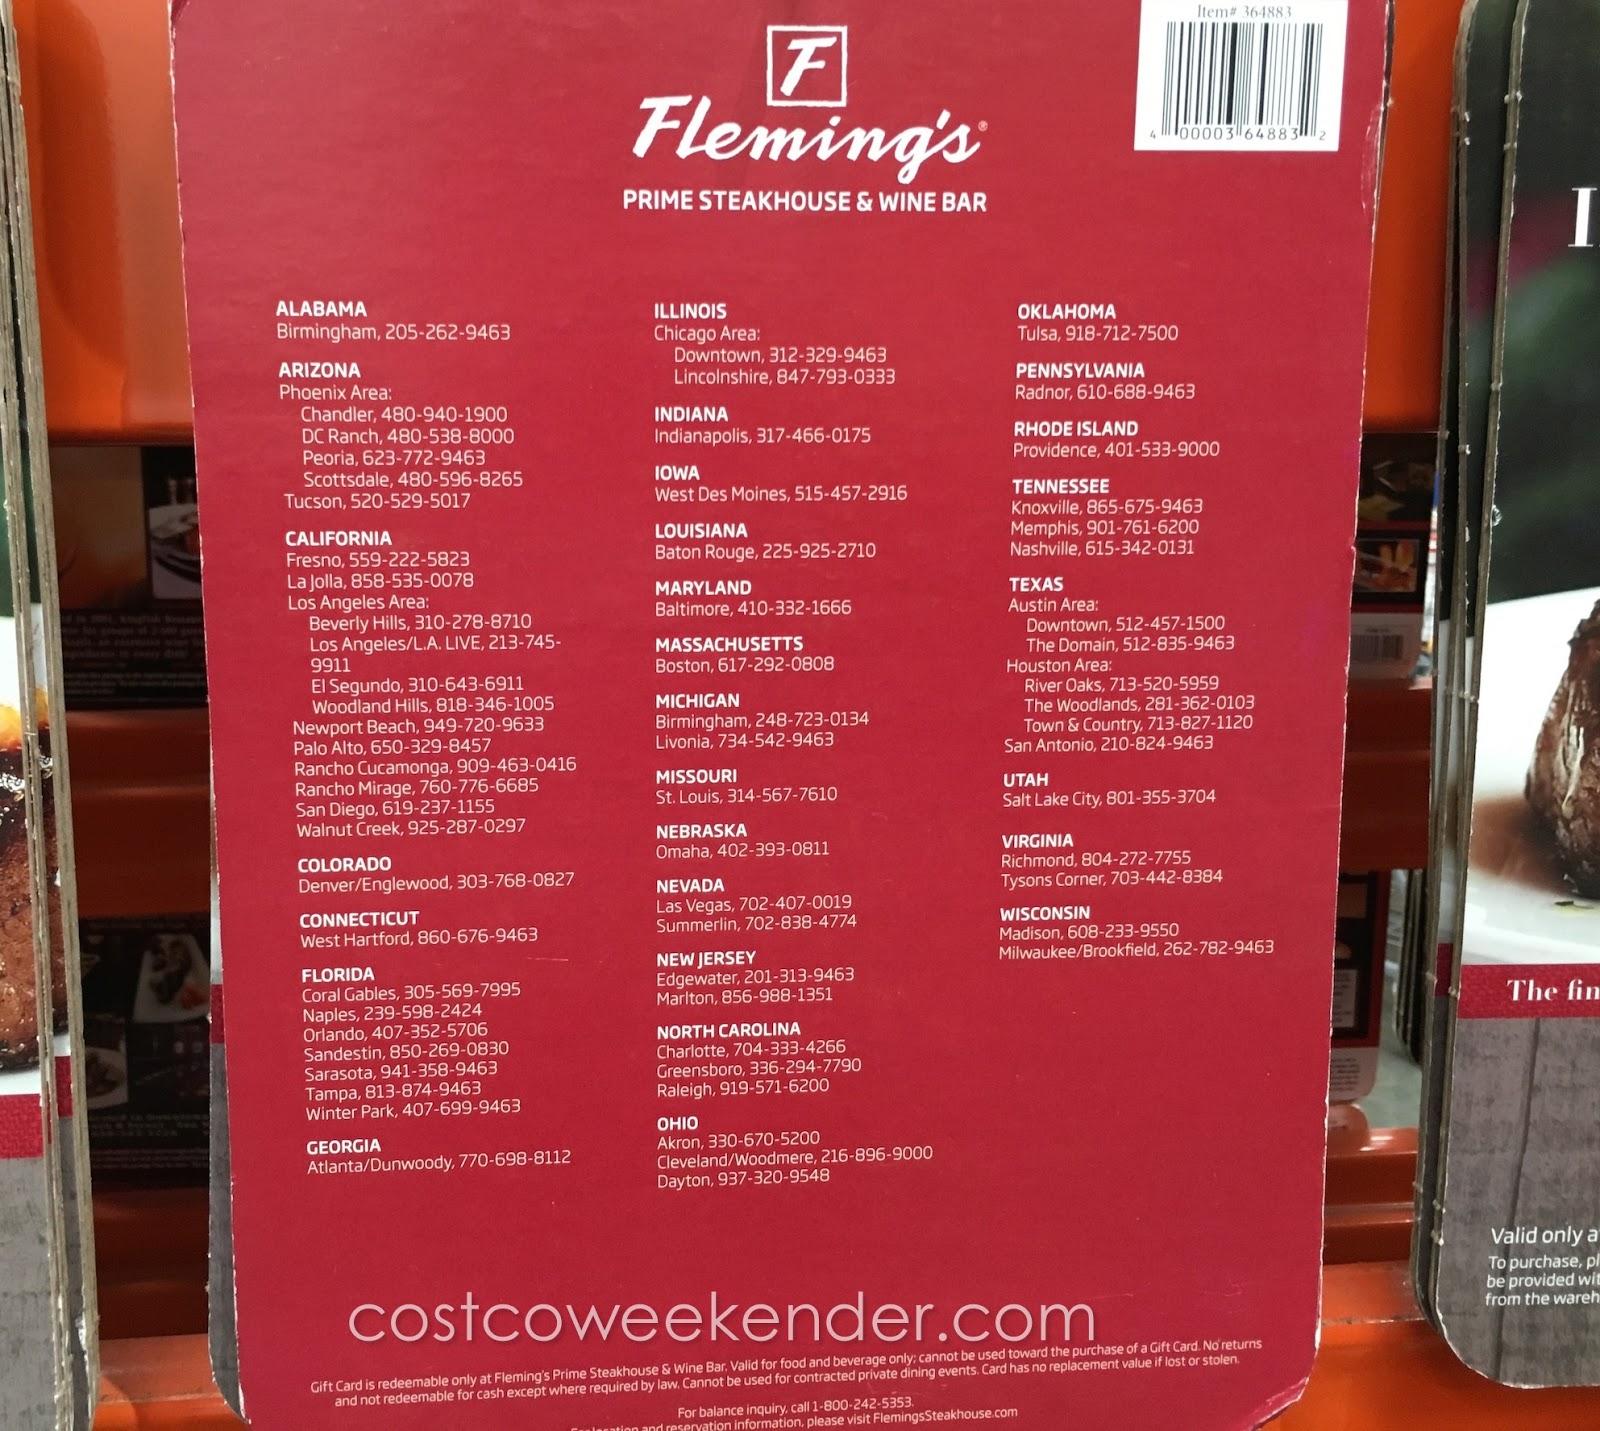 Item# 364883
4 00003 64883 2
F
Fleming's®
PRIME STEAKHOUSE & WINE BAR
ALABAMA
Birmingham, 205-262-9463
ARIZONA
Phoenix Area:
Chandler, 480-940-1900
DC Ranch, 480-538-8000
Peoria, 623-772-9463
Scottsdale, 480-596-8265
Tucson, 520-529-5017
CALIFORNIA
Fresno, 559-222-5823
La Jolla, 858-535-0078
Los Angeles Area:
Beverly Hills, 310-278-8710
Los Angeles/L.A. LIVE, 213-745-
9911
El Segundo, 310-643-6911
Woodland Hills, 818-346-1005
Newport Beach, 949-720-9633
Palo Alto, 650-329-8457
Rancho Cucamonga, 909-463-0416
Rancho Mirage, 760-776-6685
San Diego, 619-237-1155
Walnut Creek, 925-287-0297
COLORADO
Denver/Englewood, 303-768-0827
CONNECTICUT
West Hartford, 860-676-9463
FLORIDA
Coral Gables, 305-569-7995
Naples, 239-598-2424
Orlando, 407-352-5706
Sandestin, 850-269-0830
Sarasota, 941-358-9463
Tampa, 813-874-9463
Winter Park, 407-699-9463
GEORGIA
Atlanta/Dunwoody, 770-698-8112
ILLINOIS
Chicago Area:
Downtown, 312-329-9463
Lincolnshire, 847-793-0333
INDIANA
Indianapolis, 317-466-0175
IOWA
West Des Moines, 515-457-2916
LOUISIANA
Baton Rouge, 225-925-2710
MARYLAND
Baltimore, 410-332-1666
MASSACHUSETTS
Boston, 617-292-0808
MICHIGAN
Birmingham, 248-723-0134
Livonia, 734-542-9463
MISSOURI
St. Louis, 314-567-7610
NEBRASKA
Omaha, 402-393-0811
NEVADA
Las Vegas, 702-407-0019
Summerlin, 702-838-4774
NEW JERSEY
Edgewater, 201-313-9463
Marlton, 856-988-1351
NORTH CAROLINA
Charlotte, 704-333-4266
Greensboro, 336-294-7790
Raleigh, 919-571-6200
OHIO
Akron, 330-670-5200
Cleveland/Woodmere, 216-896-9000
Dayton, 937-320-9548
OKLAHOMA
Tulsa, 918-712-7500
PENNSYLVANIA
Radnor, 610-688-9463
RHODE ISLAND
Providence, 401-533-9000
TENNESSEE
Knoxville, 865-675-9463
Memphis, 901-761-6200
Nashville, 615-342-0131
TEXAS
Austin Area:
Downtown, 512-457-1500
The Domain, 512-835-9463
Houston Area:
River Oaks, 713-520-5959
The Woodlands, 281-362-0103
Town & Country, 713-827-1120
San Antonio, 210-824-9463
UTAH
Salt Lake City, 801-355-3704
VIRGINIA
Richmond, 804-272-7755
Tysons Corner, 703-442-8384
WISCONSIN
Madison, 608-233-9550
Milwaukee/Brookfield, 262-782-9463
costcoweekender.com
Gift Card is redeemable only at Fleming's Prime Steakhouse & Wine Bar. Valid for food and beverage only; cannot be used toward the purchase of a Gift Card. No returns
and not redeemable for cash except where required by law. Cannot be used for contracted private dining events. Card has no replacement value if lost or stolen.
For balance inquiry, call 1-800-242-5353.
location and reservation information, please visit FlemingsSteakhouse.com
The fin
Valid only a
To purchase, pl
be provided wit
from the wareh